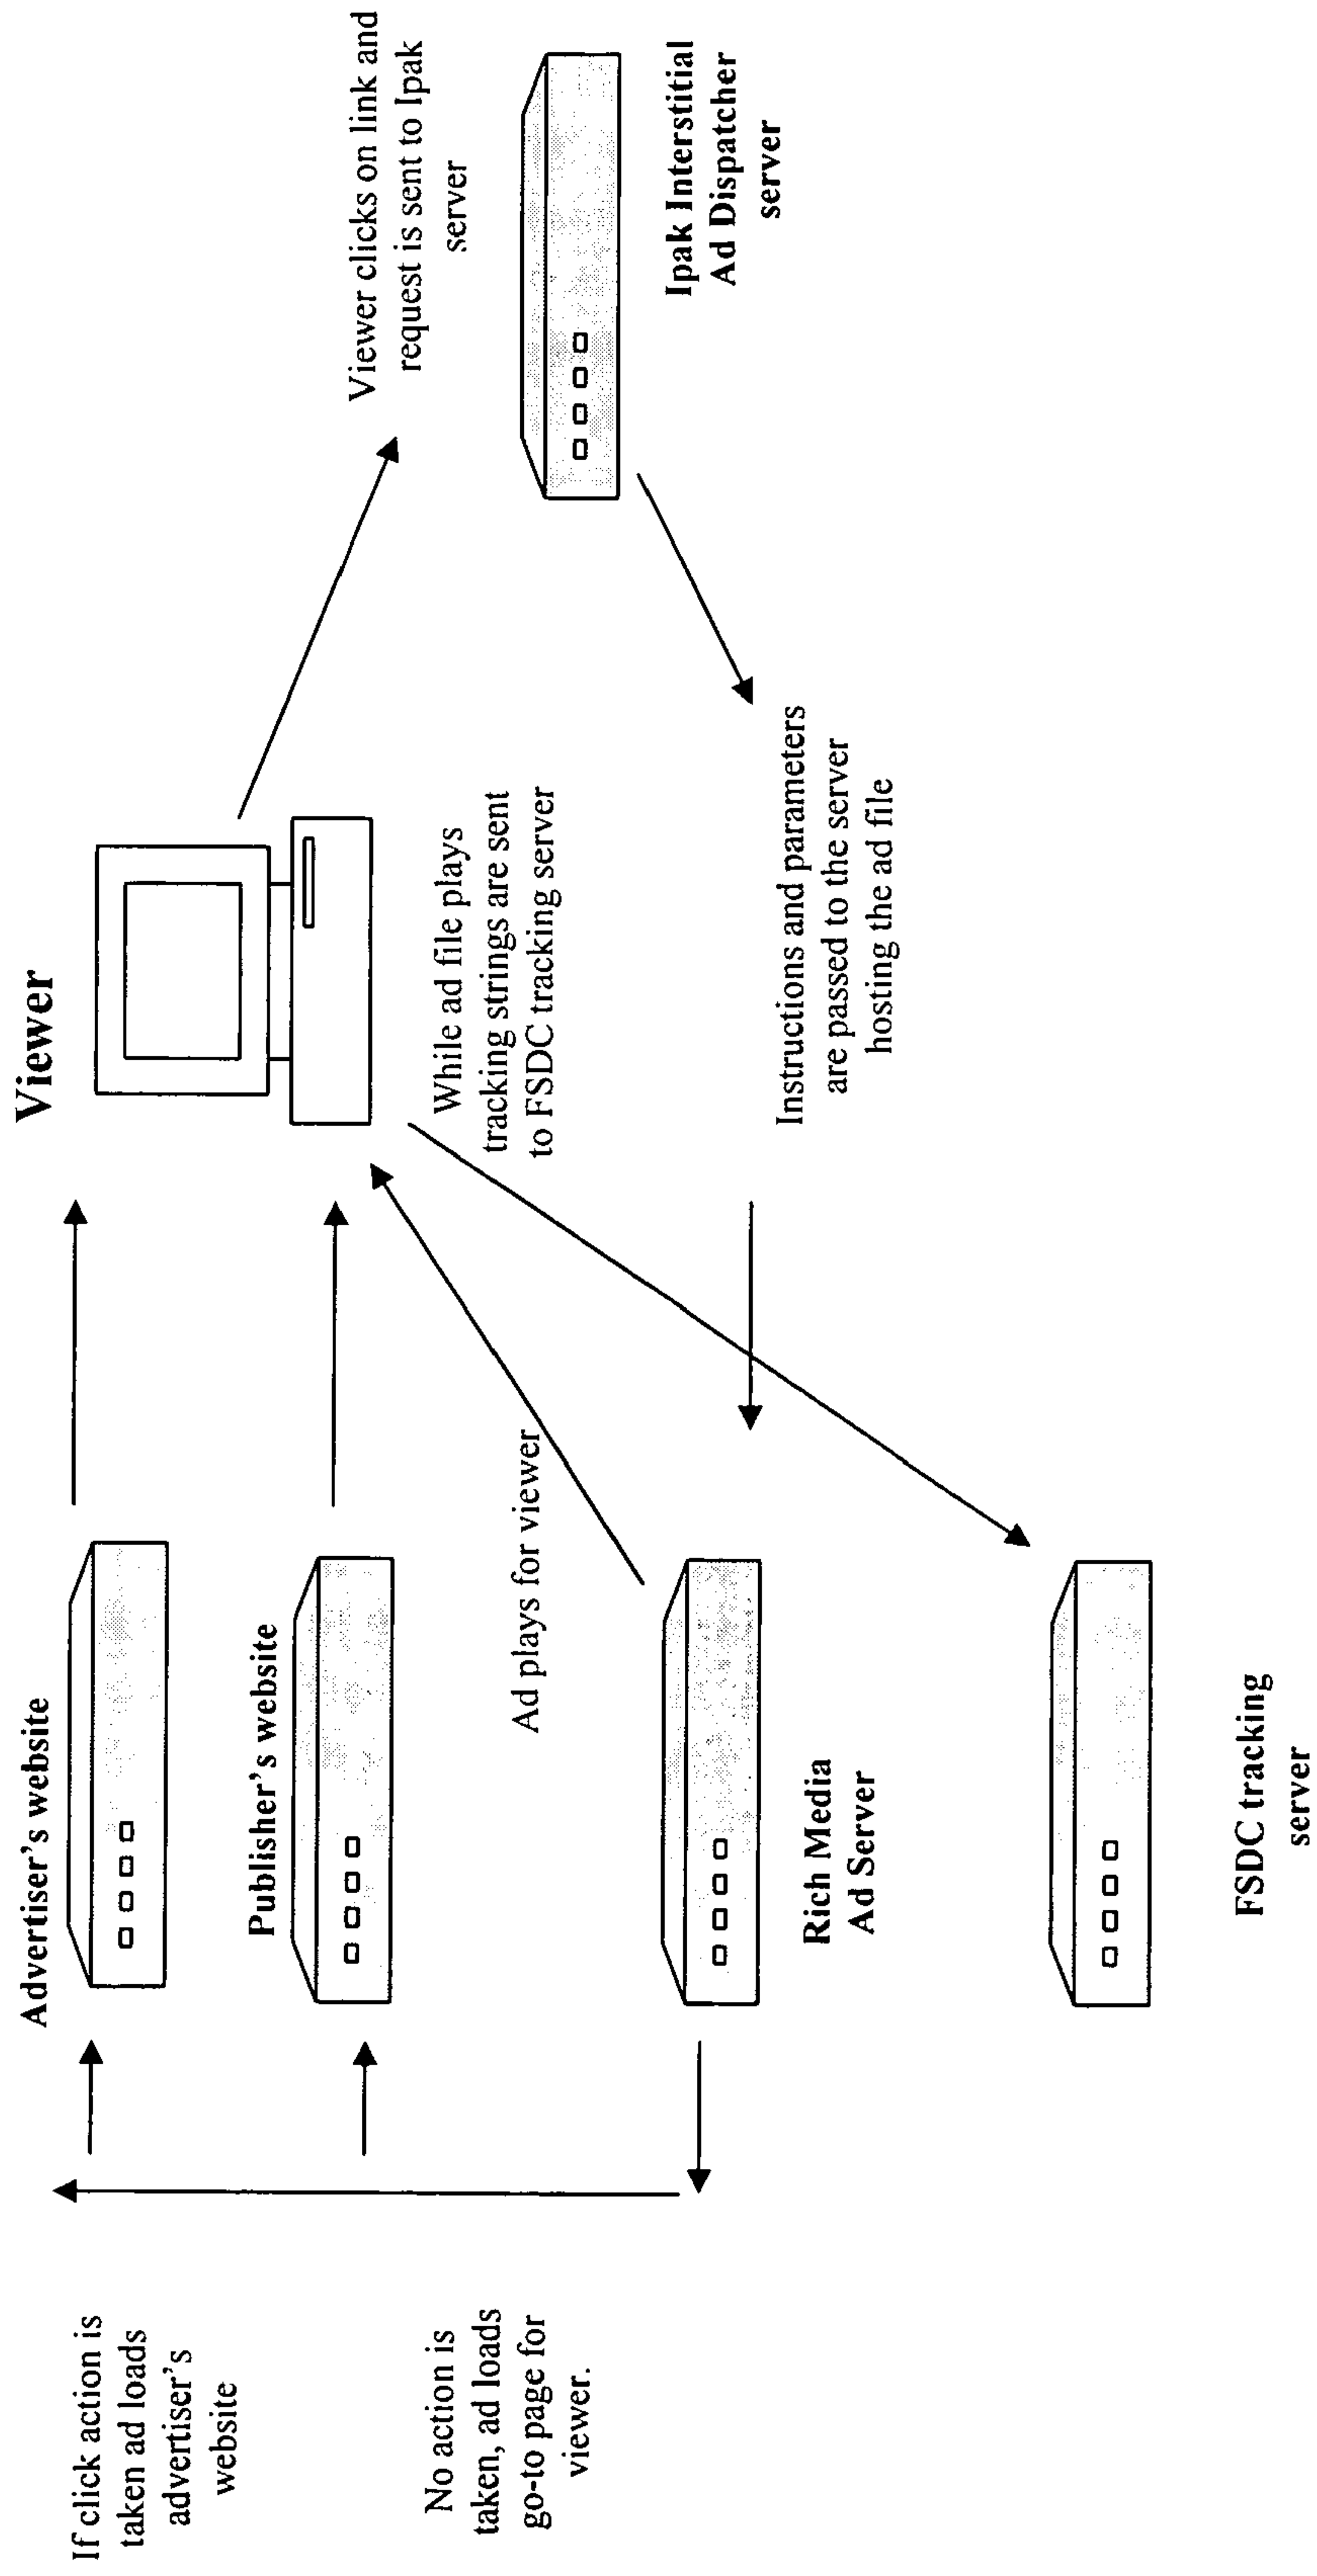 If click action is
taken ad loads
advertiser's
website
No action is
taken, ad loads
go-to page for
viewer.
Advertiser's website
Publisher's website
Ad plays for viewer
Rich Media
Ad Server
FSDC tracking
server
Viewer
While ad file plays
tracking strings are sent
to FSDC tracking server
Instructions and parameters
are passed to the server
hosting the ad file
Viewer clicks on link and
request is sent to Ipak
server
Ipak Interstitial
Ad Dispatcher
server